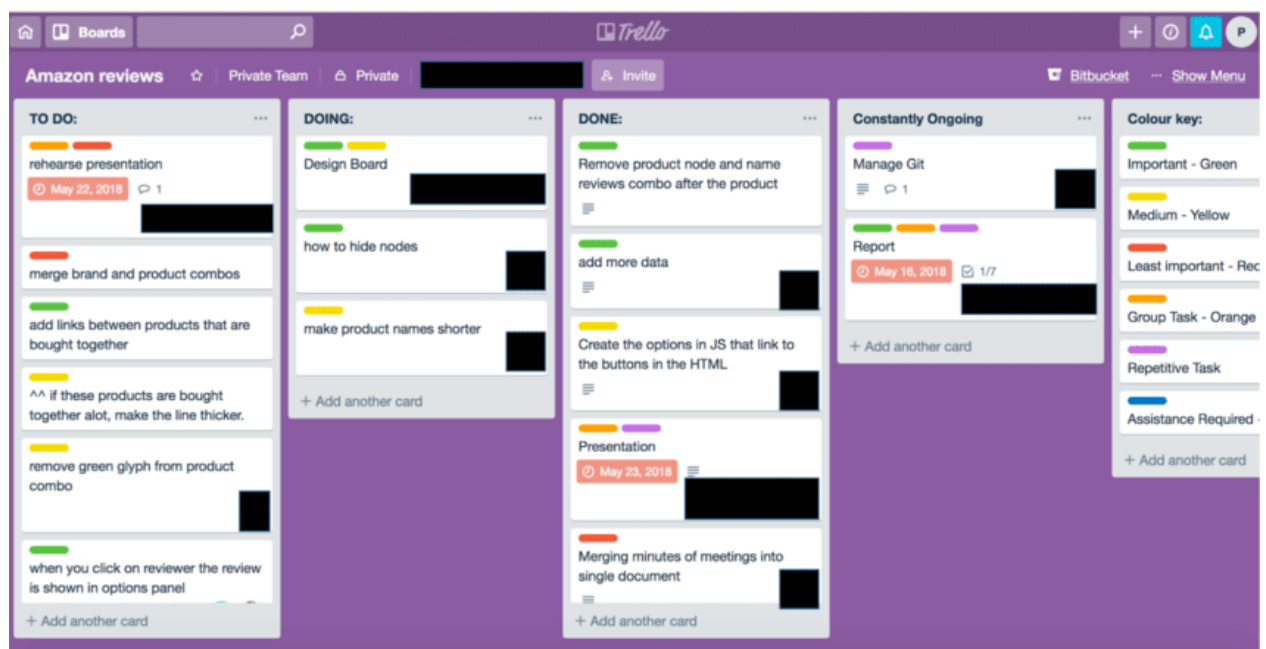 Boards
Trello
P
Amazon reviews
Private Team
Private
Invite
Bitbucket
Show Menu
TO DO:
rehearse presentation
May 22, 2018
1
merge brand and product combos
add links between products that are
bought together
^^ if these products are bought
together alot, make the line thicker.
remove green glyph from product
combo
when you click on reviewer the review
is shown in options panel
+ Add another card
DOING:
Design Board
how to hide nodes
make product names shorter
+ Add another card
DONE:
Remove product node and name
reviews combo after the product
add more data
Create the options in JS that link to
the buttons in the HTML
Presentation
May 23, 2018
Merging minutes of meetings into
single document
+ Add another card
Constantly Ongoing
Manage Git
1
Report
May 16, 2018
1/7
+ Add another card
Colour key:
Important - Green
Medium - Yellow
Least important - Rec
Group Task - Orange
Repetitive Task
Assistance Required -
+ Add another card